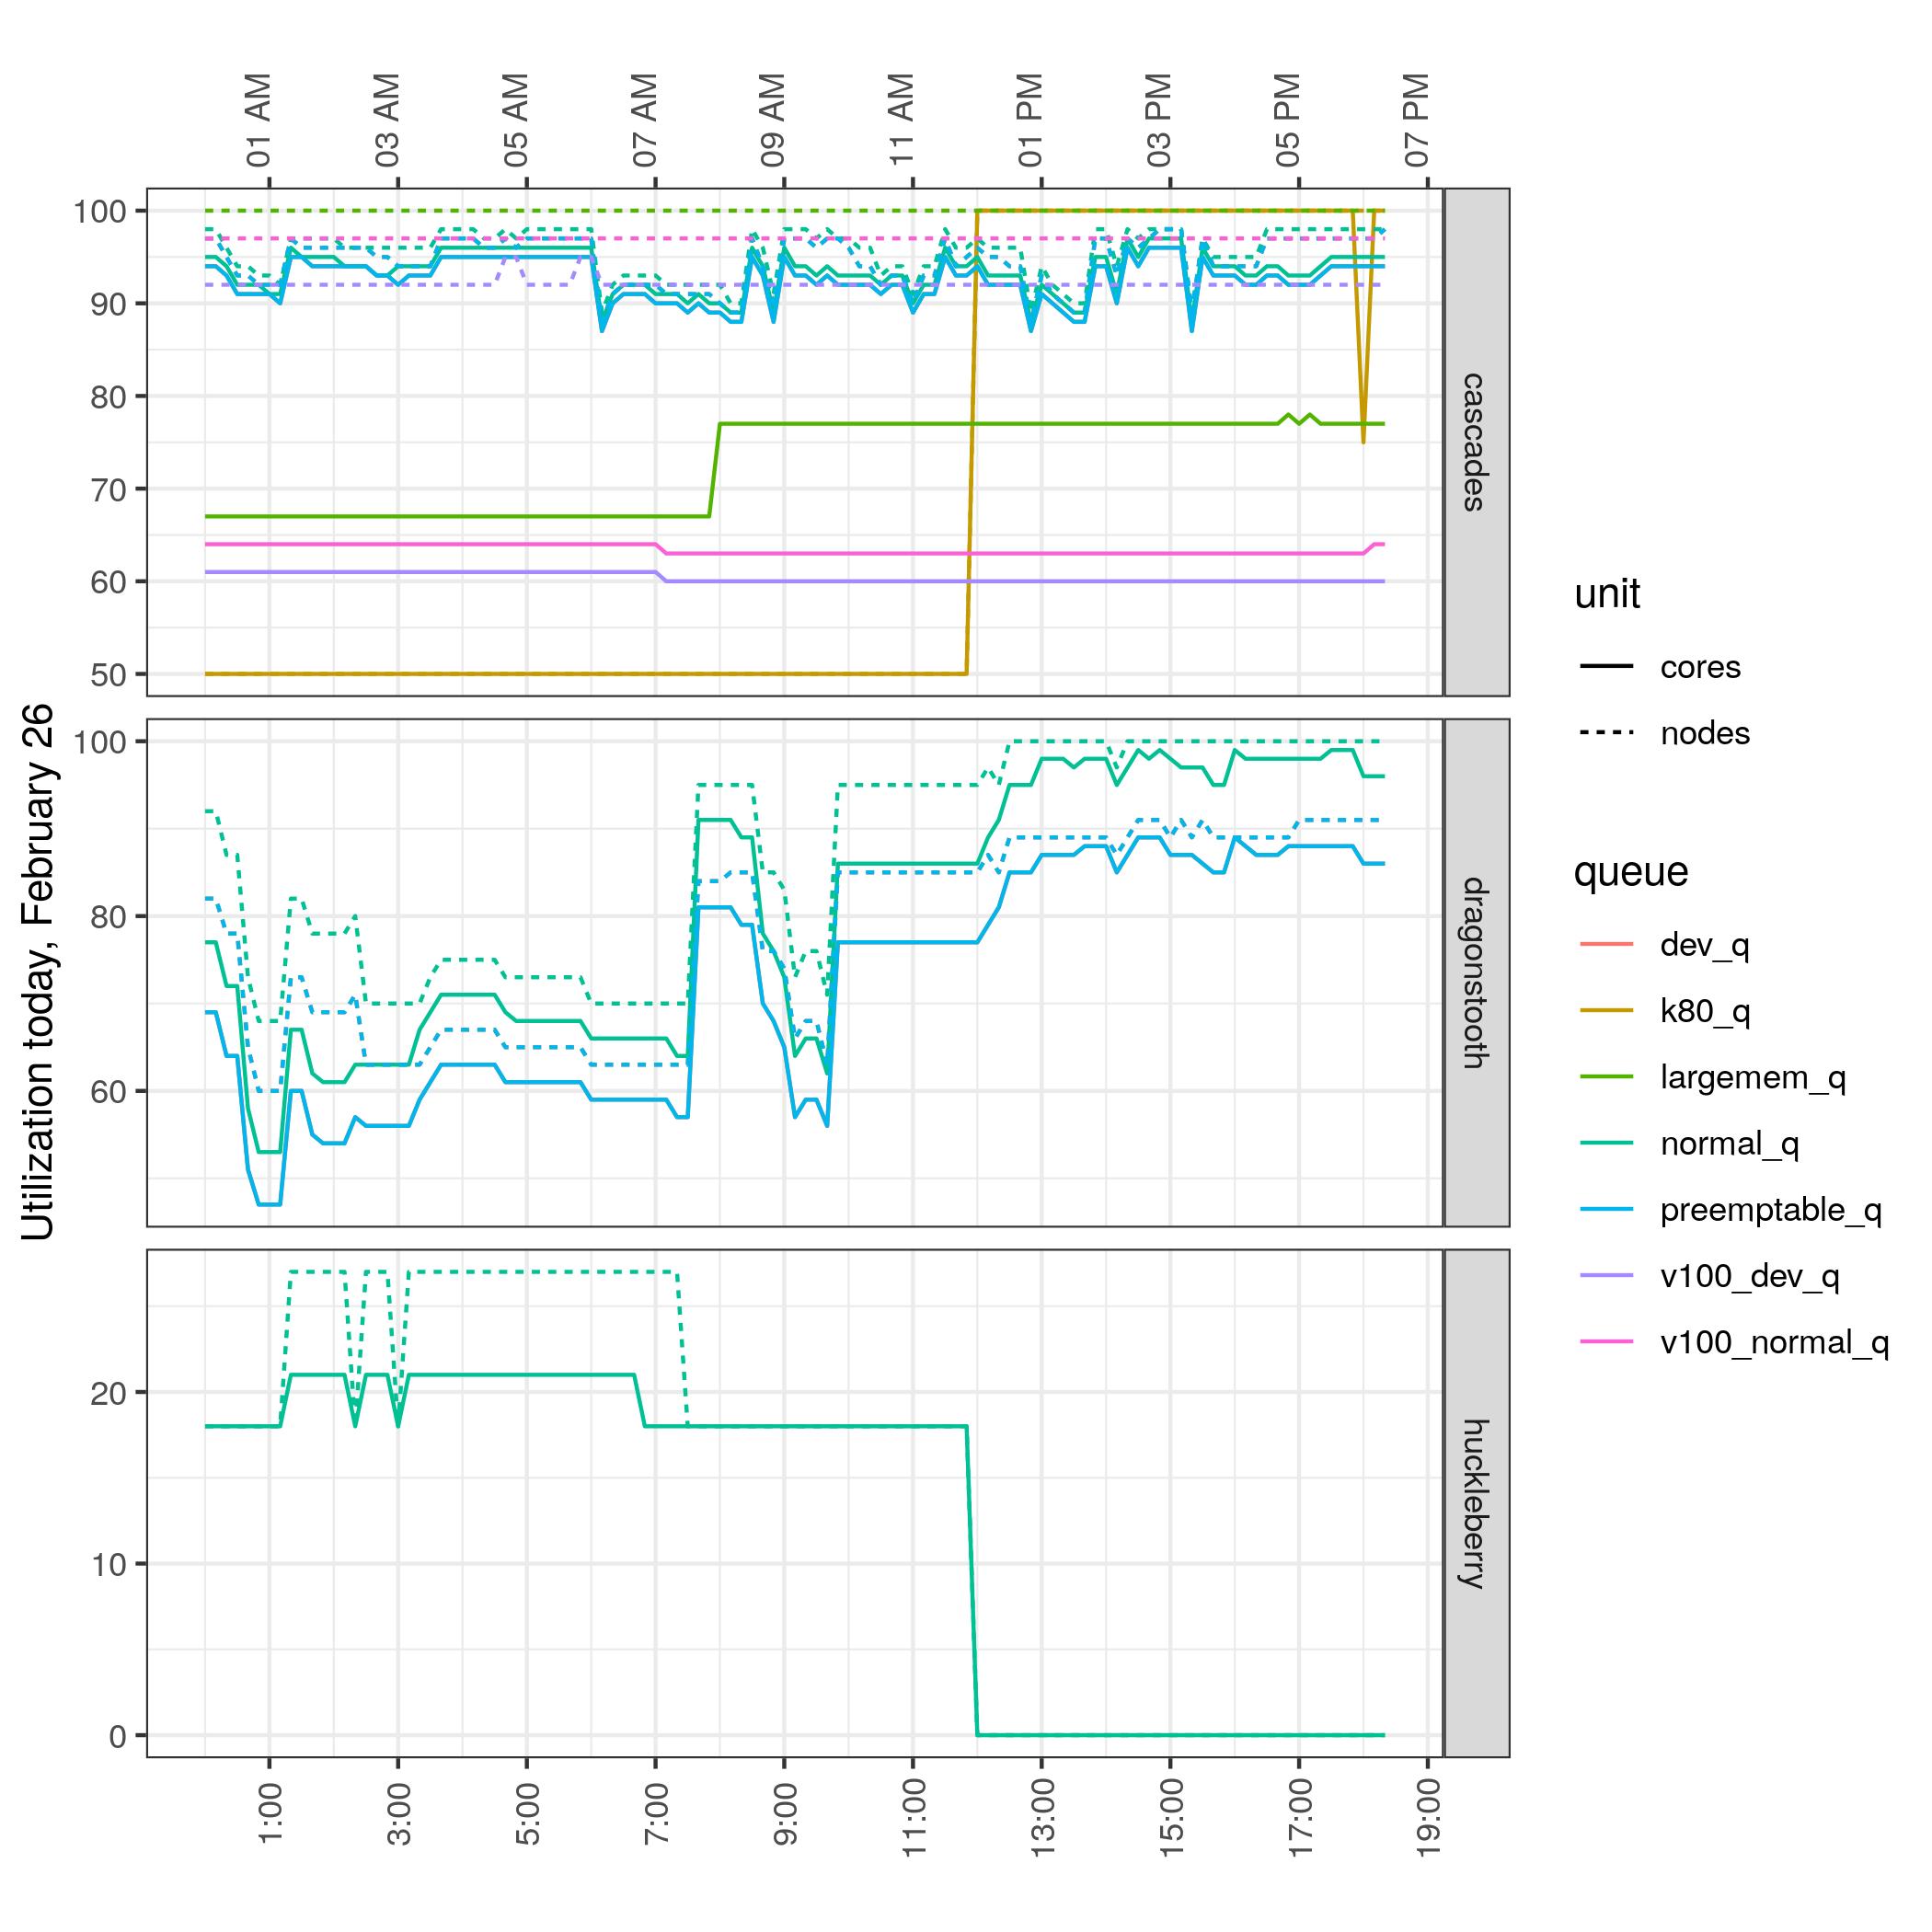 01 AM
03 AM
05 AM
07 AM
09 AM
11 AM
01 PM
03 PM
05 PM
07 PM
Utilization today, February 26
100
90
80
70
60
50
cascades
100
80
60
dragonstooth
20
10
0
huckleberry
1:00
3:00
5:00
7:00
9:00
11:00
13:00
15:00
17:00
19:00
unit
cores
nodes
queue
dev_q
k80_q
largemem_q
normal_q
preemptable_q
v100_dev_q
v100_normal_q